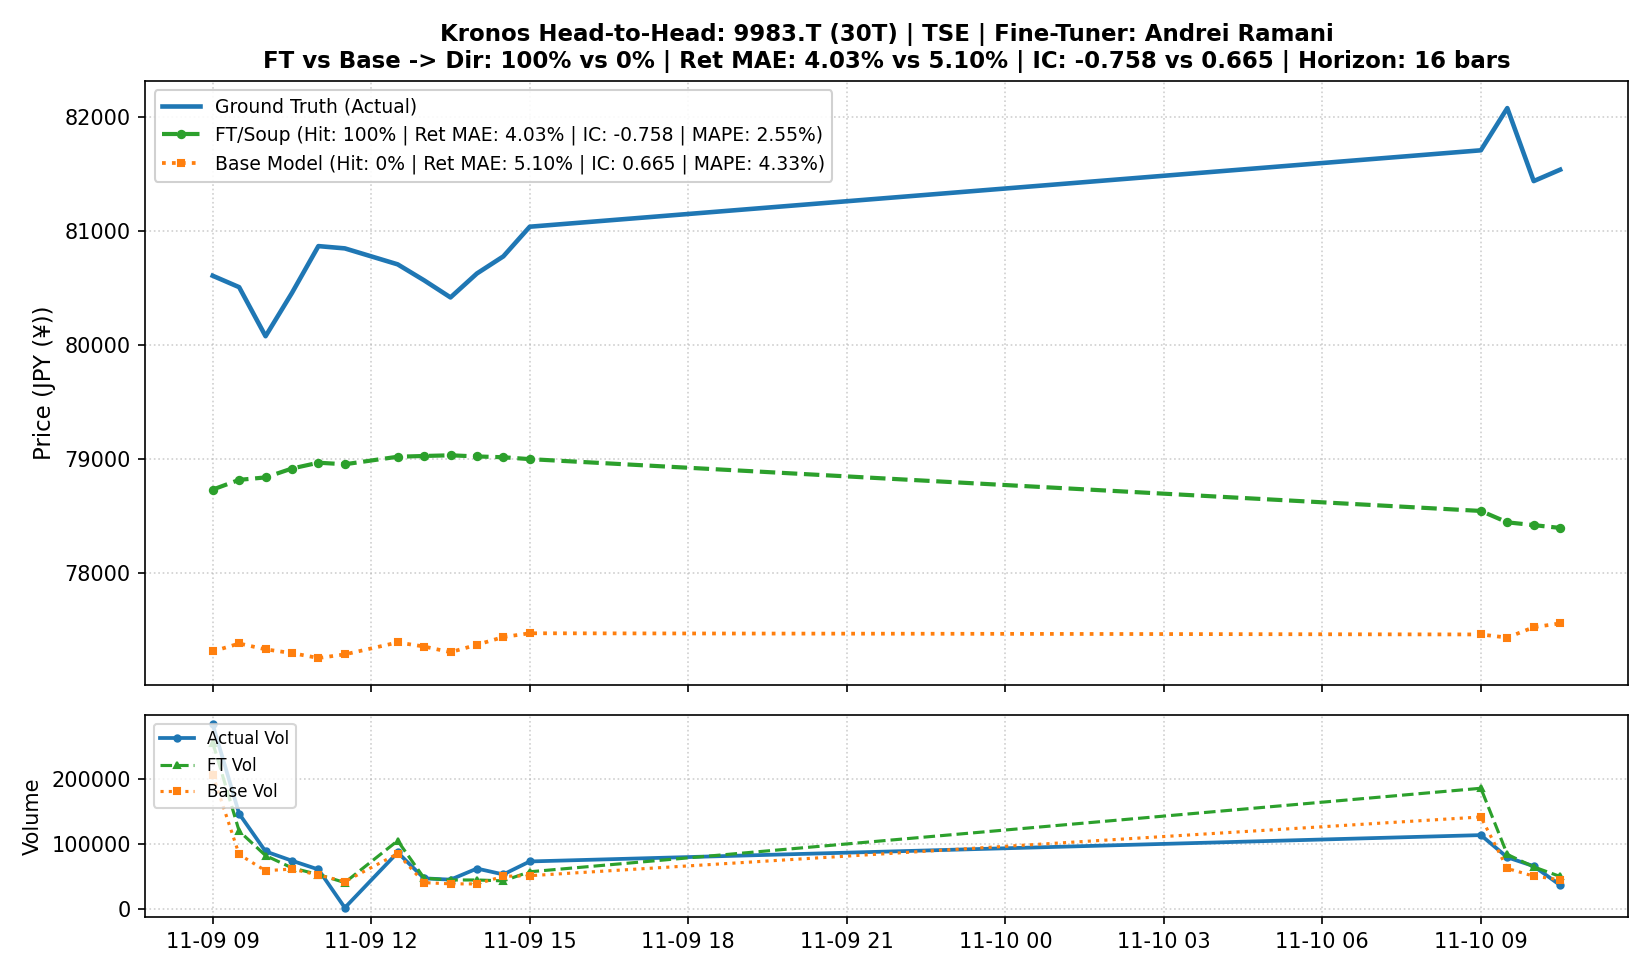 Kronos Head-to-Head: 9983.T (30T) | TSE | Fine-Tuner: Andrei Ramani
FT vs Base -> Dir: 100% vs 0% | Ret MAE: 4.03% vs 5.10% | IC: -0.758 vs 0.665 | Horizon: 16 bars
Ground Truth (Actual)
FT/Soup (Hit: 100% | Ret MAE: 4.03% | IC: -0.758 | MAPE: 2.55%)
Base Model (Hit: 0% | Ret MAE: 5.10% | IC: 0.665 | MAPE: 4.33%)
Price (JPY (¥))
82000
81000
80000
79000
78000
Actual Vol
FT Vol
Base Vol
Volume
200000
100000
0
11-09 09
11-09 12
11-09 15
11-09 18
11-09 21
11-10 00
11-10 03
11-10 06
11-10 09